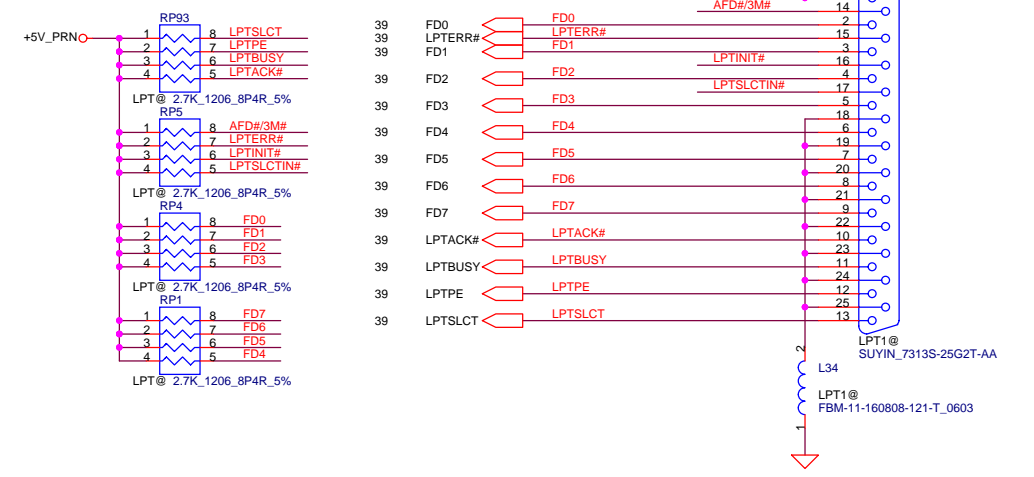 RP93
+5V_PRN
1 8 LPTSLCT
2 7 LPTPE
3 6 LPTBUSY
4 5 LPTACK#
LPT@ 2.7K_1206_8P4R_5%
RP5
1 8 AFD#/3M#
2 7 LPTERR#
3 6 LPTINIT#
4 5 LPTSLCTIN#
LPT@ 2.7K_1206_8P4R_5%
RP4
1 8 FD0
2 7 FD1
3 6 FD2
4 5 FD3
LPT@ 2.7K_1206_8P4R_5%
RP1
1 8 FD7
2 7 FD6
3 6 FD5
4 5 FD4
LPT@ 2.7K_1206_8P4R_5%
AFD#/3M# 14
39 FD0 FD0 2
39 LPTERR# LPTERR# 15
39 FD1 FD1 3
LPTINIT# 16
39 FD2 FD2 4
LPTSLCTIN# 17
39 FD3 FD3 5
18
39 FD4 FD4 6
19
39 FD5 FD5 7
20
39 FD6 FD6 8
21
39 FD7 FD7 9
22
39 LPTACK# LPTACK# 10
23
39 LPTBUSY LPTBUSY 11
24
39 LPTPE LPTPE 12
25
39 LPTSLCT LPTSLCT 13
LPT1@
SUYIN_7313S-25G2T-AA
2
L34
LPT1@
FBM-11-160808-121-T_0603
1